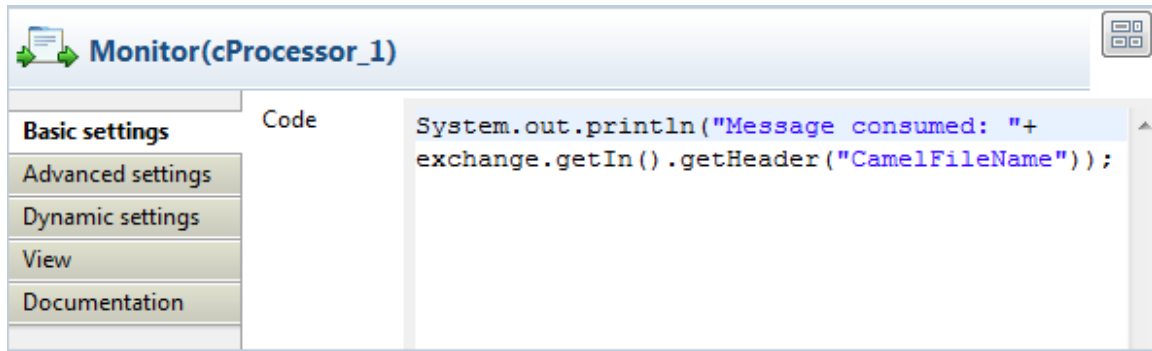 Monitor(cProcessor_1)
Basic settings
Advanced settings
Dynamic settings
View
Documentation
Code
System.out.println("Message consumed: "+
exchange.getIn().getHeader("CamelFileName"));